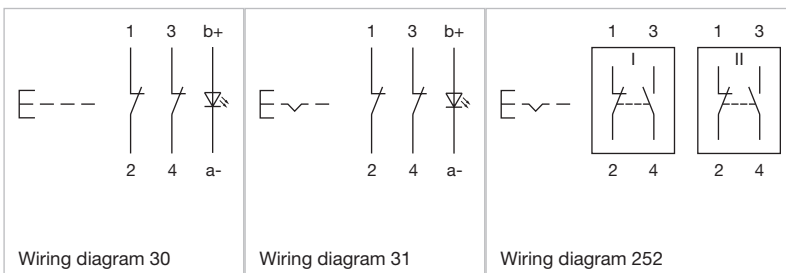 1 3 b+
2 4 a-
Wiring diagram 30
1 3 b+
2 4 a-
Wiring diagram 31
1 3 1 3
I II
2 4 2 4
Wiring diagram 252